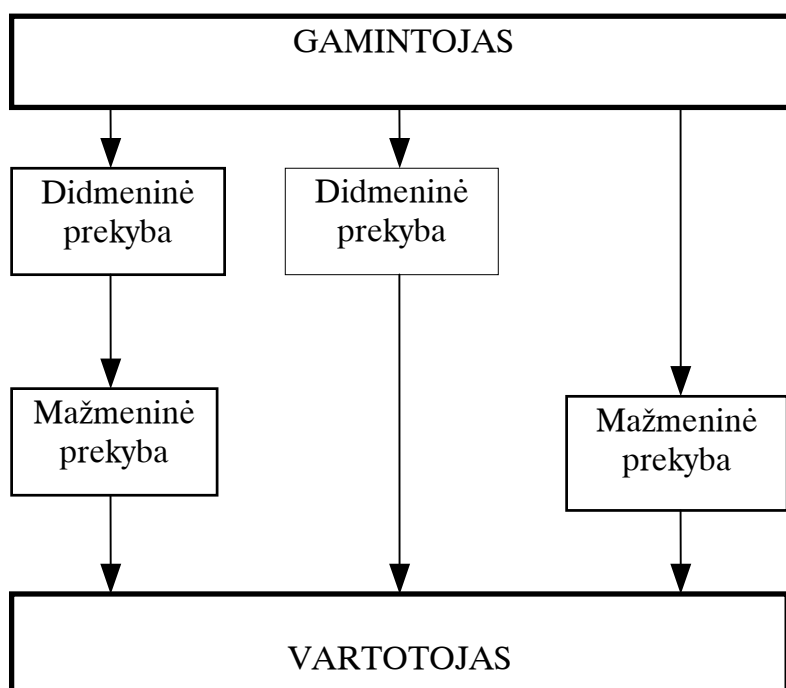 GAMINTOJAS
Didmeninė
prekyba
Didmeninė
prekyba
Mažmeninė
prekyba
Mažmeninė
prekyba
VARTOTOJAS